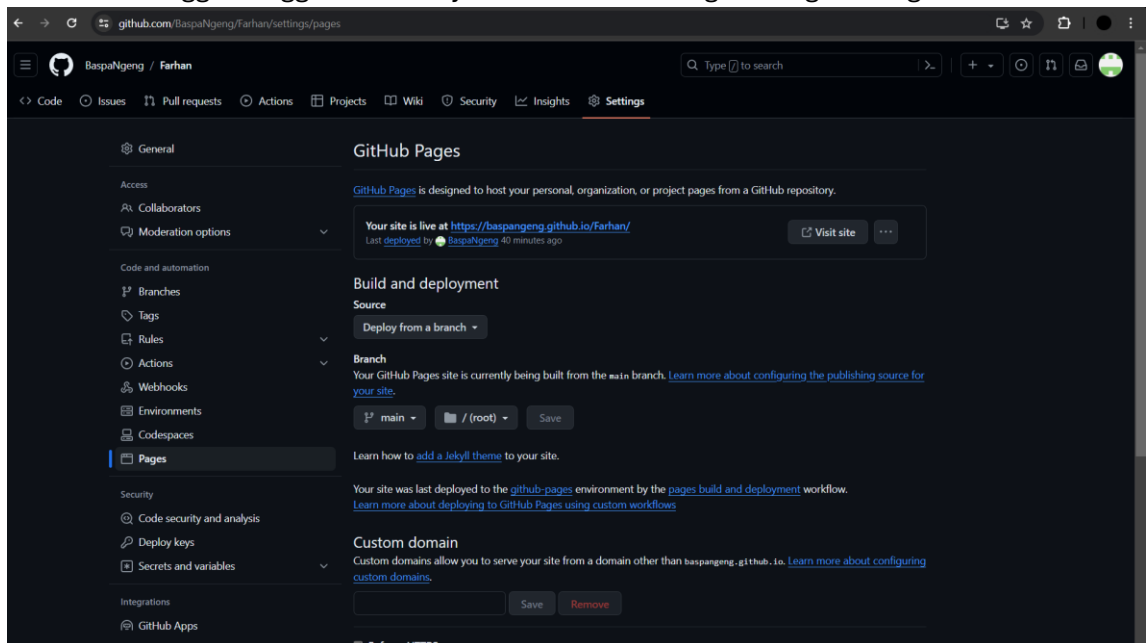 github.com/BaspaNgeng/Farhan/settings/pages
BaspaNgeng / Farhan
Type / to search
Code Issues Pull requests Actions Projects Wiki Security Insights Settings
General
Access
Collaborators
Moderation options
Code and automation
Branches
Tags
Rules
Actions
Webhooks
Environments
Codespaces
Pages
Security
Code security and analysis
Deploy keys
Secrets and variables
Integrations
GitHub Apps
GitHub Pages
GitHub Pages is designed to host your personal, organization, or project pages from a GitHub repository.
Your site is live at https://baspangeng.github.io/Farhan/
Last deployed by BaspaNgeng 40 minutes ago
Visit site
Build and deployment
Source
Deploy from a branch
Branch
Your GitHub Pages site is currently being built from the main branch. Learn more about configuring the publishing source for
your site.
main / (root) Save
Learn how to add a Jekyll theme to your site.
Your site was last deployed to the github-pages environment by the pages build and deployment workflow.
Learn more about deploying to GitHub Pages using custom workflows
Custom domain
Custom domains allow you to serve your site from a domain other than baspangeng.github.io. Learn more about configuring
custom domains.
Save Remove